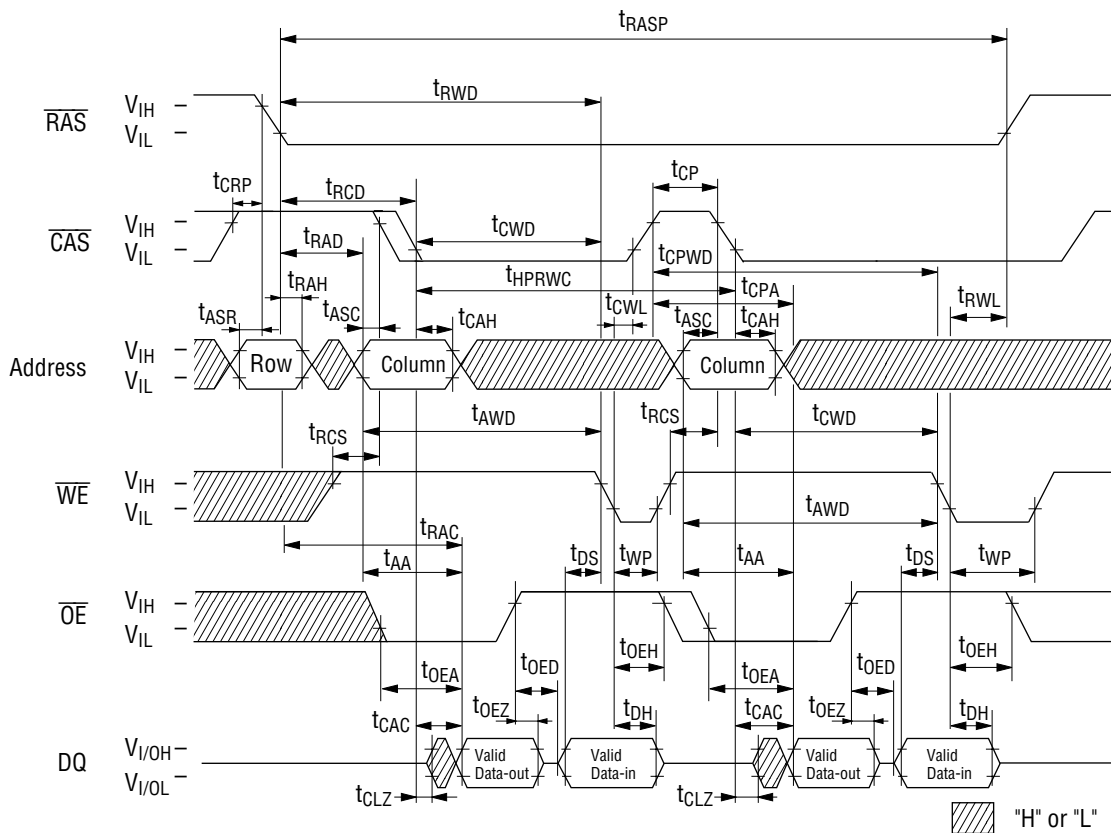 tRASP
tRWD
RAS VIH
VIL
tCRP tRCD tCP
CAS VIH
VIL
tRAD tCWD tCPWD
tRAH tHPRWC tCPA
tASR tASC tCAH tCWL tASC tCAH tRWL
Address VIH
VIL
Row Column Column
tRCS tAWD tRCS tCWD
WE VIH
VIL
tRAC tAWD
tAA tDS tWP tAA tDS tWP
OE VIH
VIL
tOEA tOED tOEH tOEA tOED tOEH
tCAC tOEZ tDH tCAC tOEZ tDH
DQ VI/OH
VI/OL
Valid Data-out Valid Data-in Valid Data-out Valid Data-in
tCLZ tCLZ
"H" or "L"